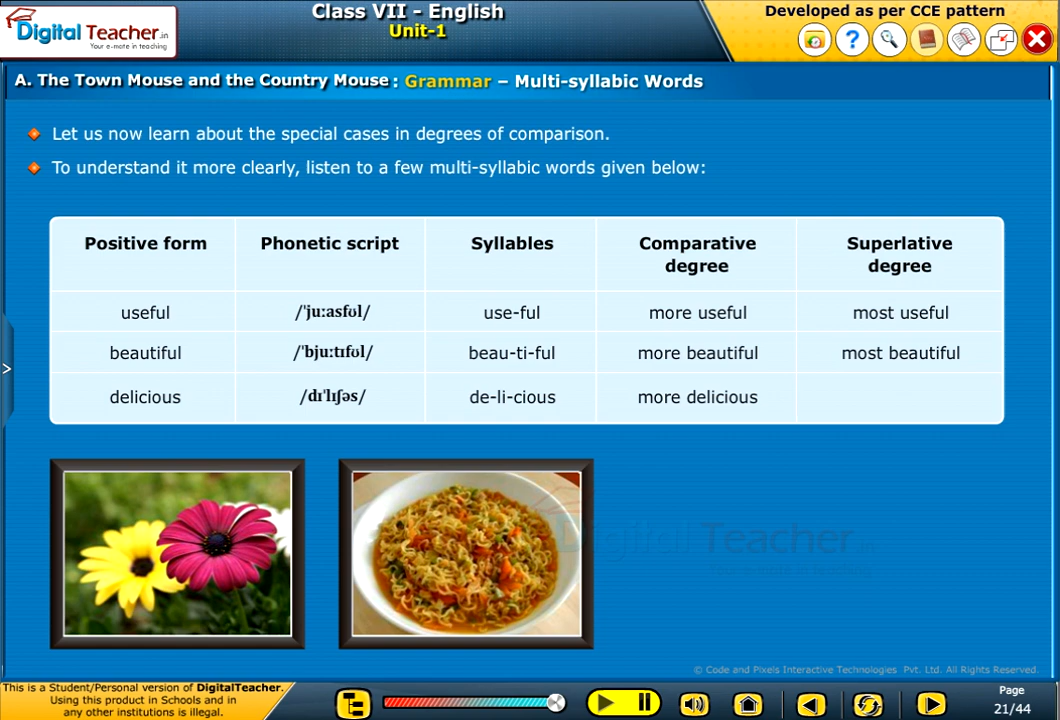 Digital Teacher.in
Your e-mate in teaching
Class VII - English
Unit-1
Developed as per CCE pattern
A. The Town Mouse and the Country Mouse : Grammar – Multi-syllabic Words
Let us now learn about the special cases in degrees of comparison.
To understand it more clearly, listen to a few multi-syllabic words given below:
Positive form Phonetic script Syllables Comparative degree Superlative degree
useful /ˈjuːasfʊl/ use-ful more useful most useful
beautiful /ˈbjuːtɪfʊl/ beau-ti-ful more beautiful most beautiful
delicious /dɪˈlɪʃəs/ de-li-cious more delicious
Digital Teacher.in
© Code and Pixels Interactive Technologies Pvt. Ltd. All Rights Reserved.
This is a Student/Personal version of DigitalTeacher.
Using this product in Schools and in
any other institutions is illegal.
Page
21/44